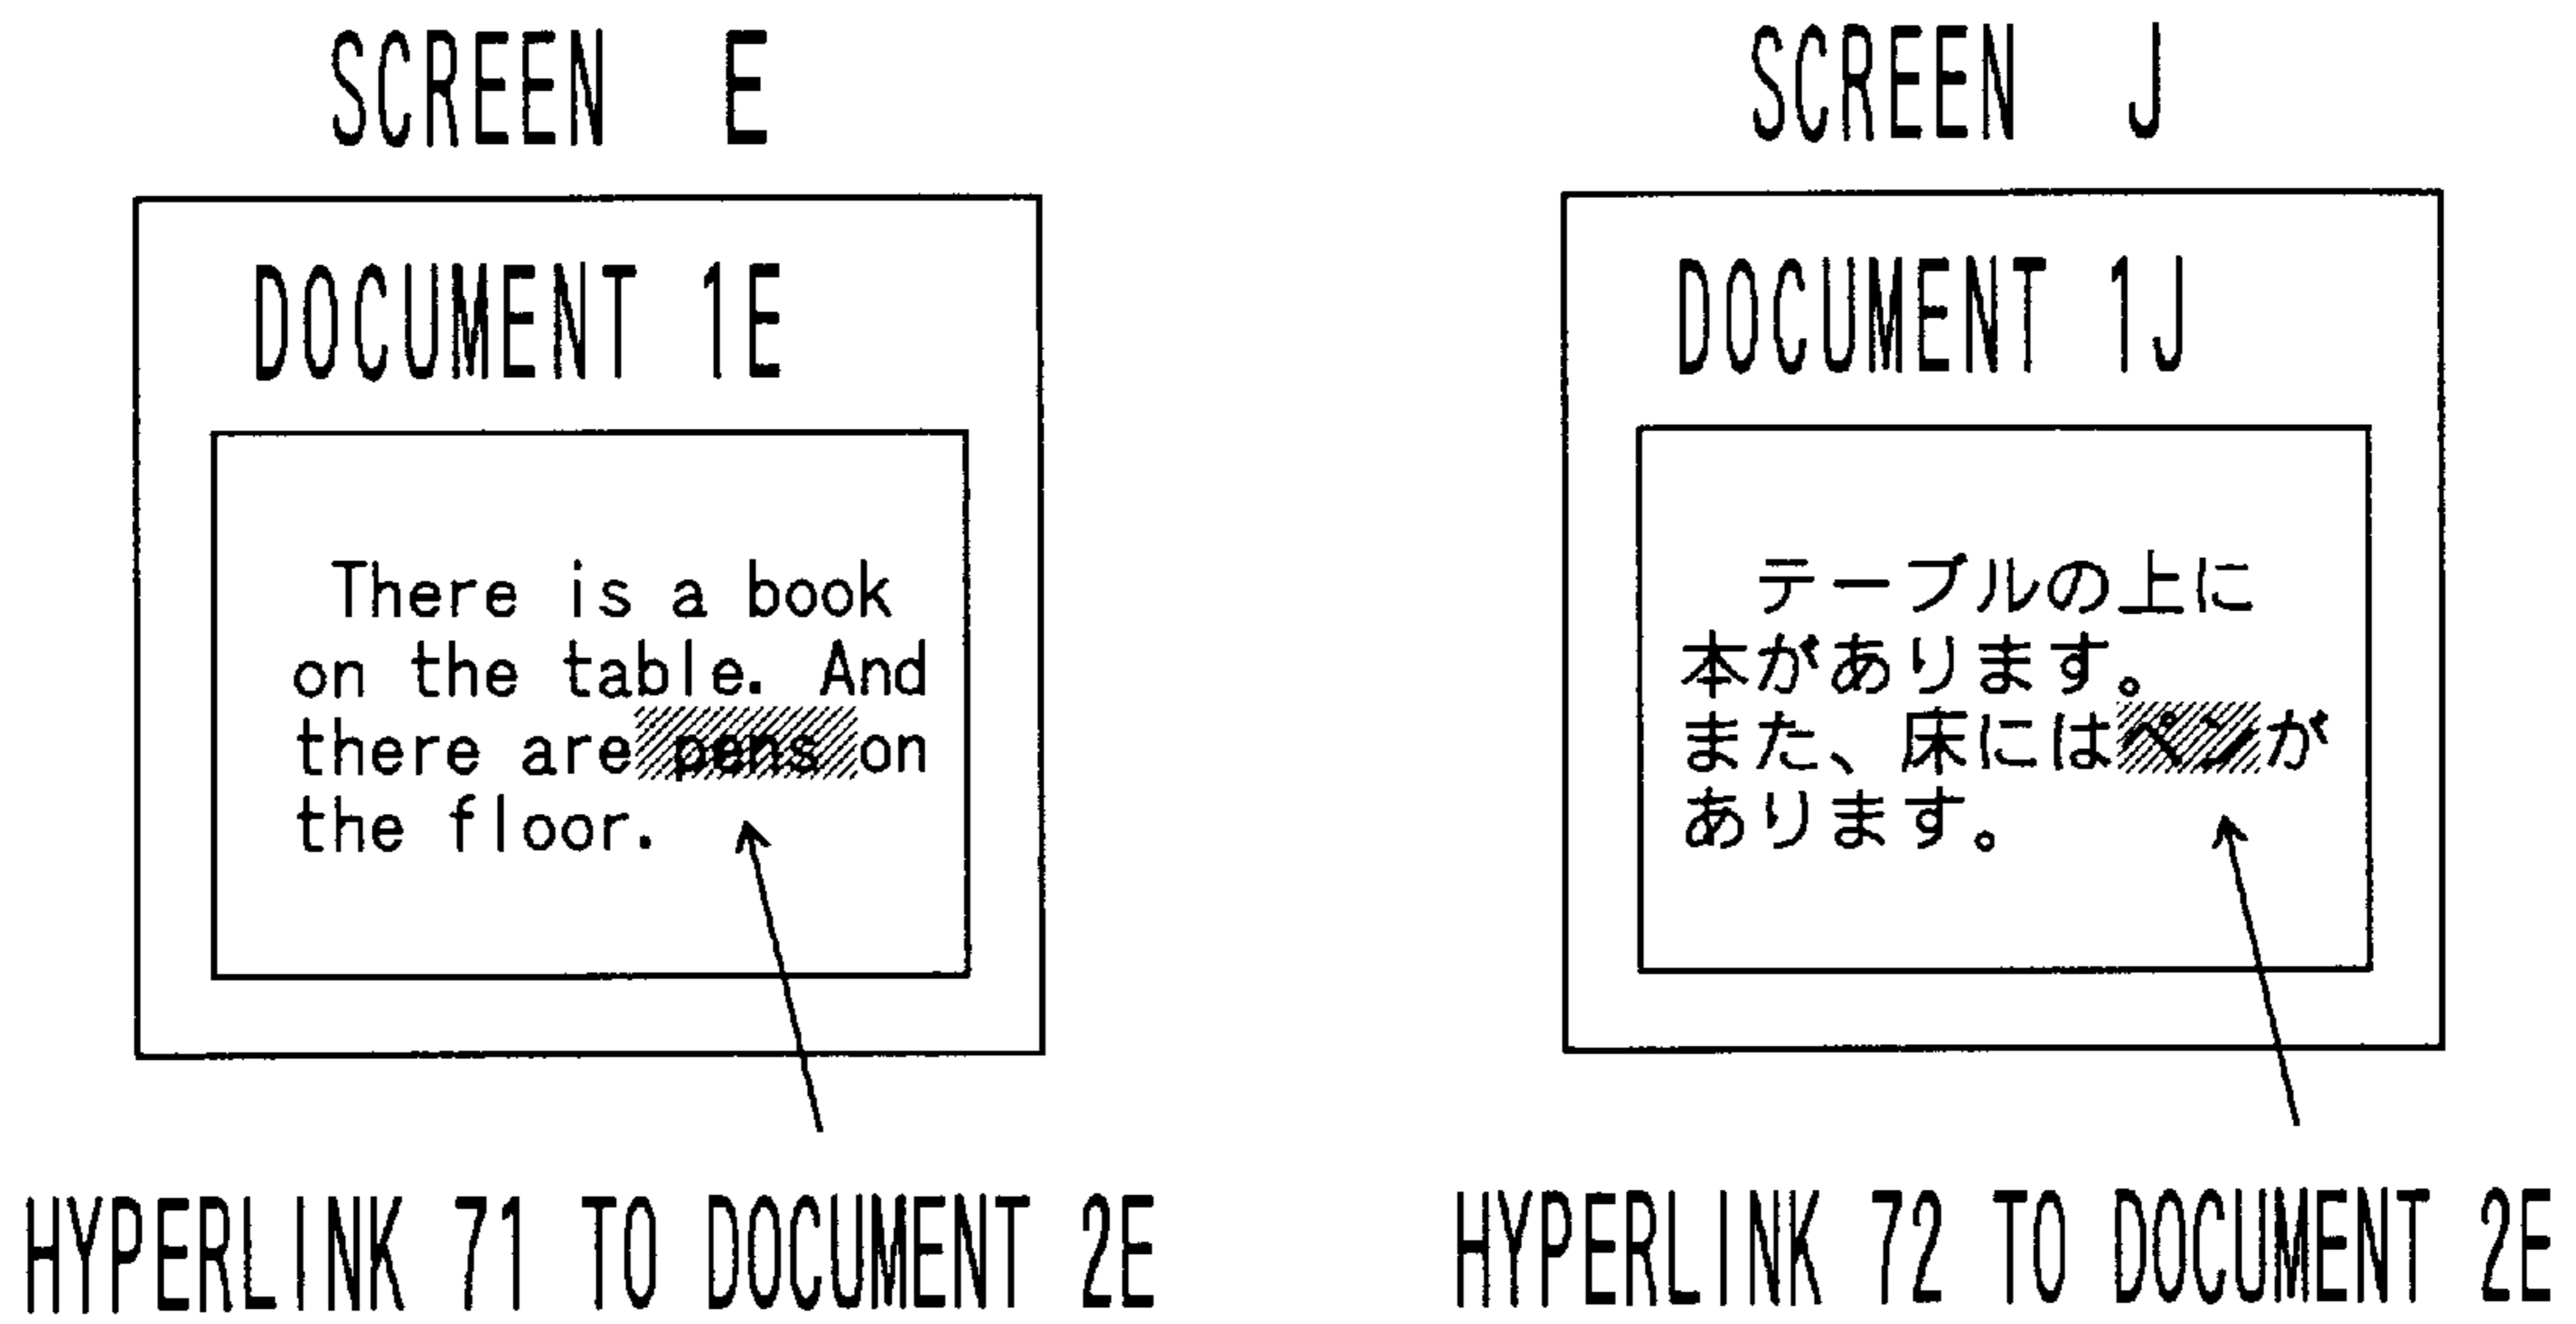 SCREEN E
DOCUMENT 1E
There is a book
on the table. And
there are pens on
the floor.
HYPERLINK 71 TO DOCUMENT 2E
SCREEN J
DOCUMENT 1J
テーブルの上に
本があります。
また、床にはペンが
あります。
HYPERLINK 72 TO DOCUMENT 2E